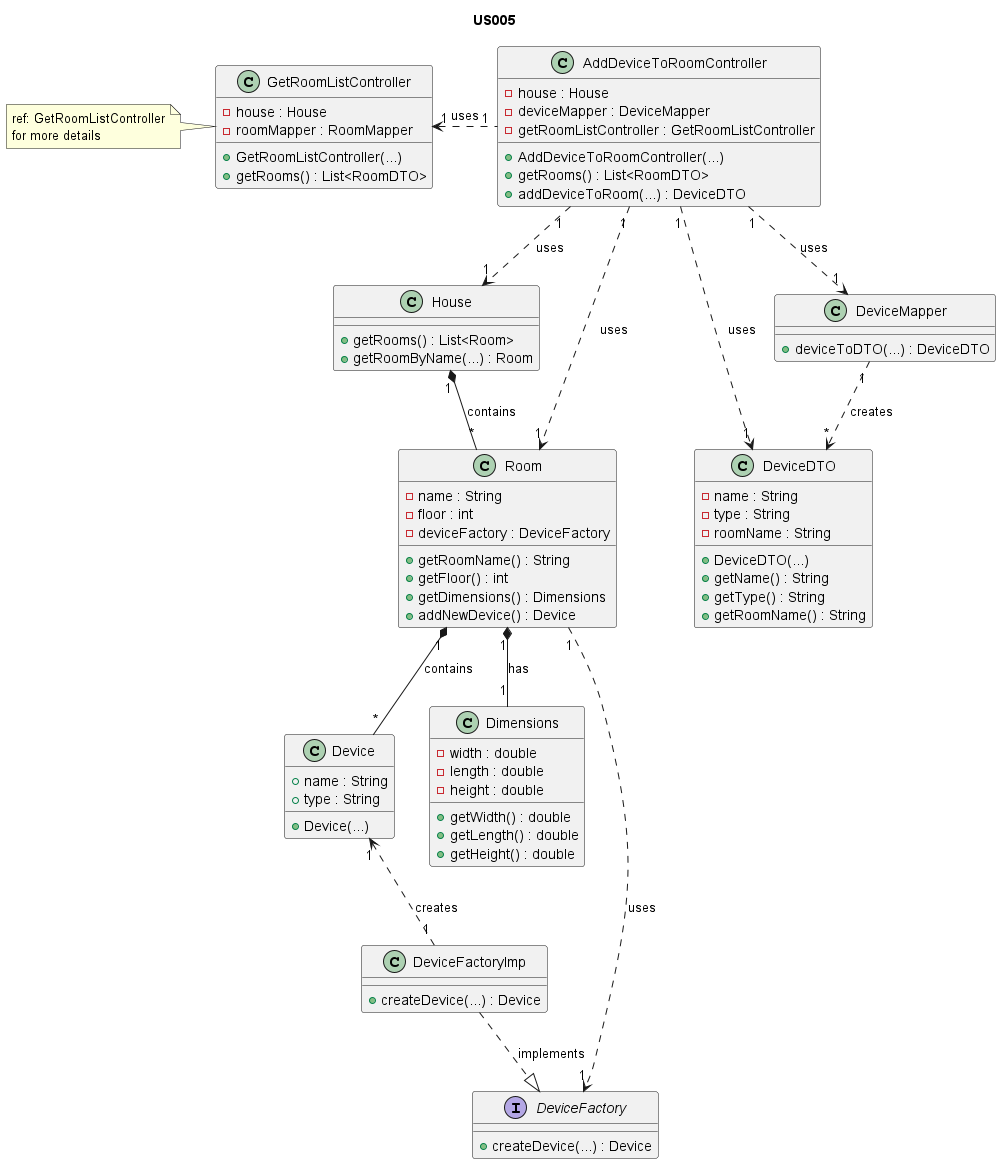 US005
C GetRoomListController
house : House
roomMapper : RoomMapper
GetRoomListController(...)
getRooms() : List<RoomDTO>
ref: GetRoomListController
for more details
1 uses 1
C AddDeviceToRoomController
house : House
deviceMapper : DeviceMapper
getRoomListController : GetRoomListController
AddDeviceToRoomController(...)
getRooms() : List<RoomDTO>
addDeviceToRoom(...) : DeviceDTO
1
1
1
1
uses
uses
1
1
C House
getRooms() : List<Room>
getRoomByName(...) : Room
uses
uses
C DeviceMapper
deviceToDTO(...) : DeviceDTO
1
contains
*
1
1
1
creates
*
C Room
name : String
floor : int
deviceFactory : DeviceFactory
getRoomName() : String
getFloor() : int
getDimensions() : Dimensions
addNewDevice() : Device
C DeviceDTO
name : String
type : String
roomName : String
DeviceDTO(...)
getName() : String
getType() : String
getRoomName() : String
1
1
1
contains
has
*
1
C Device
name : String
type : String
Device(...)
C Dimensions
width : double
length : double
height : double
getWidth() : double
getLength() : double
getHeight() : double
1
creates
uses
1
C DeviceFactoryImp
createDevice(...) : Device
implements
1
I DeviceFactory
createDevice(...) : Device